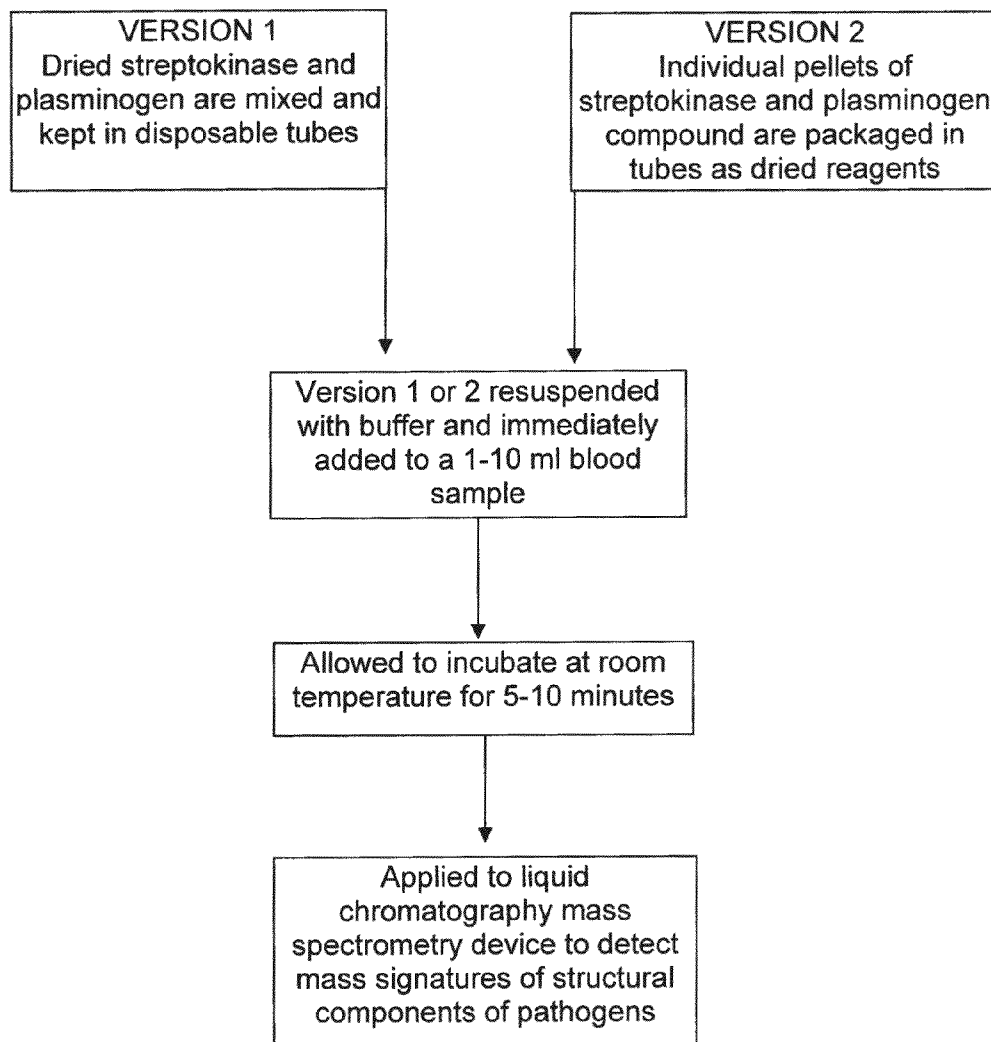 VERSION 1
Dried streptokinase and
plasminogen are mixed and
kept in disposable tubes
VERSION 2
Individual pellets of
streptokinase and plasminogen
compound are packaged in
tubes as dried reagents
Version 1 or 2 resuspended
with buffer and immediately
added to a 1-10 ml blood
sample
Allowed to incubate at room
temperature for 5-10 minutes
Applied to liquid
chromatography mass
spectrometry device to detect
mass signatures of structural
components of pathogens